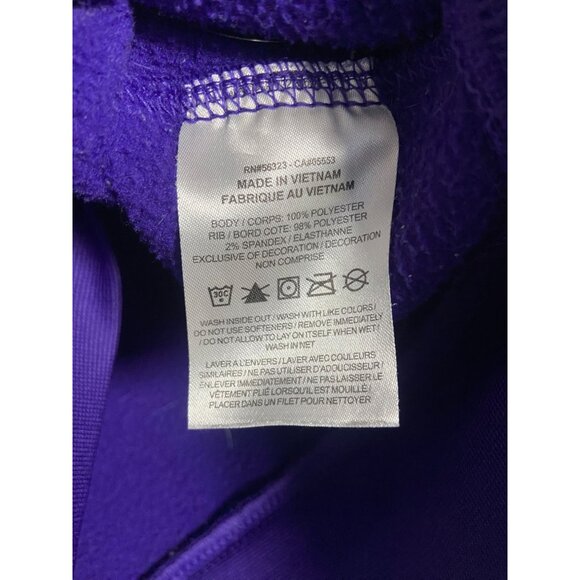 RN#56323 - CA#05553
MADE IN VIETNAM
FABRIQUE AU VIETNAM
BODY / CORPS: 100% POLYESTER
RIB / BORD COTE: 98% POLYESTER
2% SPANDEX / ELASTHANNE
EXCLUSIVE OF DECORATION / DECORATION
NON COMPRISE
30C
WASH INSIDE OUT / WASH WITH LIKE COLORS /
DO NOT USE SOFTENERS / REMOVE IMMEDIATELY
/ DO NOT ALLOW TO LAY ON ITSELF WHEN WET /
WASH IN NET
LAVER A L'ENVERS / LAVER AVEC COULEURS
SIMILAIRES / NE PAS UTILISER D'ADOUCISSEUR /
ENLEVER IMMEDIATEMENT / NE PAS LAISSER LE
VÊTEMENT PLIÉ LORSQU'IL EST MOUILLÉ /
PLACER DANS UN FILET POUR NETTOYER